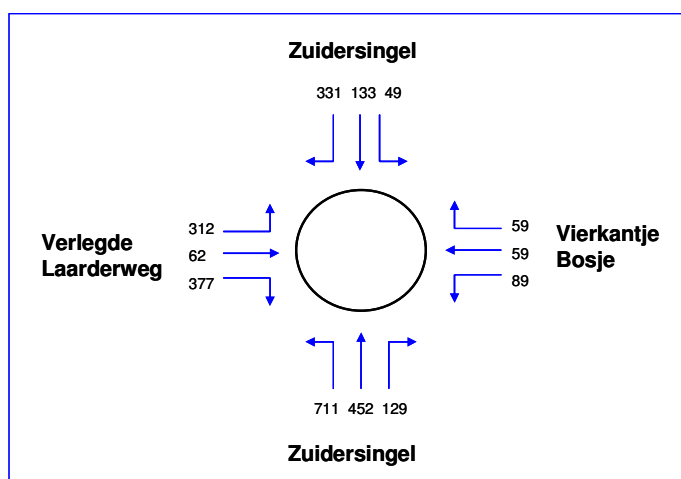 Zuidersingel
331 133 49
312
62
377
Verlegde
Laarderweg
59
59
89
Vierkantje
Bosje
711 452 129
Zuidersingel